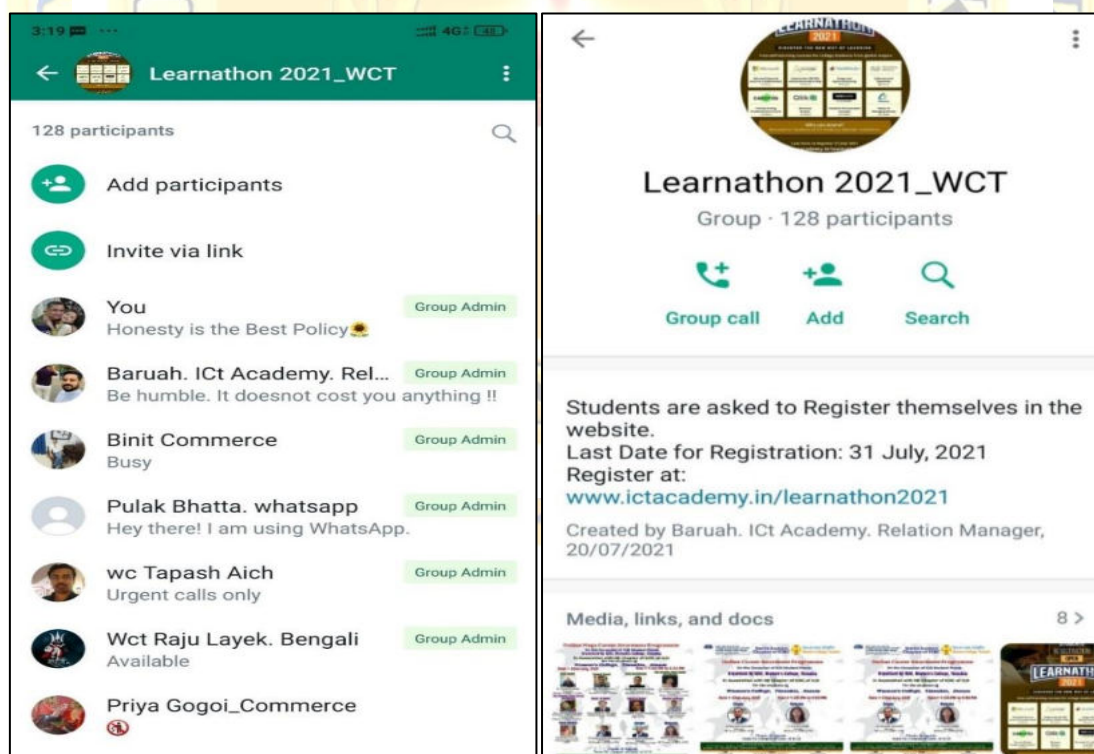 3:19
4G
48
Learnathon 2021_WCT
128 participants
Add participants
Invite via link
You
Group Admin
Honesty is the Best Policy🌻
Baruah. ICt Academy. Rel...
Group Admin
Be humble. It doesnot cost you anything !!
Binit Commerce
Group Admin
Busy
Pulak Bhatta. whatsapp
Group Admin
Hey there! I am using WhatsApp.
wc Tapash Aich
Group Admin
Urgent calls only
Wct Raju Layek. Bengali
Group Admin
Available
Priya Gogoi_Commerce
🚯
LEARNATHON
2021
Learnathon 2021_WCT
Group · 128 participants
Group call
Add
Search
Students are asked to Register themselves in the
website.
Last Date for Registration: 31 July, 2021
Register at:
www.ictacademy.in/learnathon2021
Created by Baruah. ICt Academy. Relation Manager,
20/07/2021
Media, links, and docs
8 >